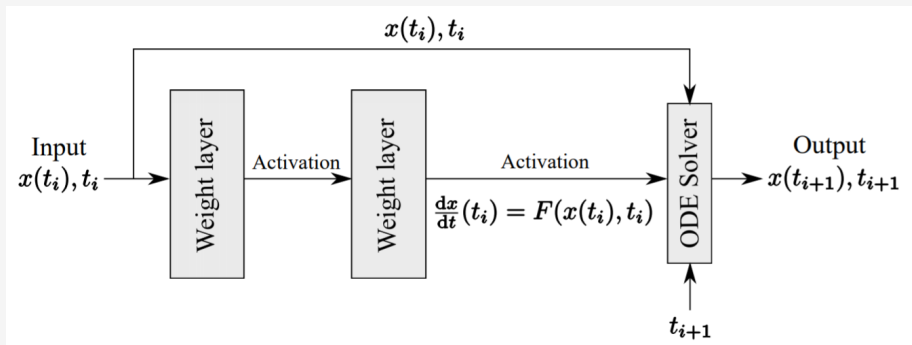 x(t_i), t_i
Input
x(t_i), t_i
Weight layer
Activation
Weight layer
Activation
dx/dt (t_i) = F(x(t_i), t_i)
ODE Solver
Output
x(t_{i+1}), t_{i+1}
t_{i+1}